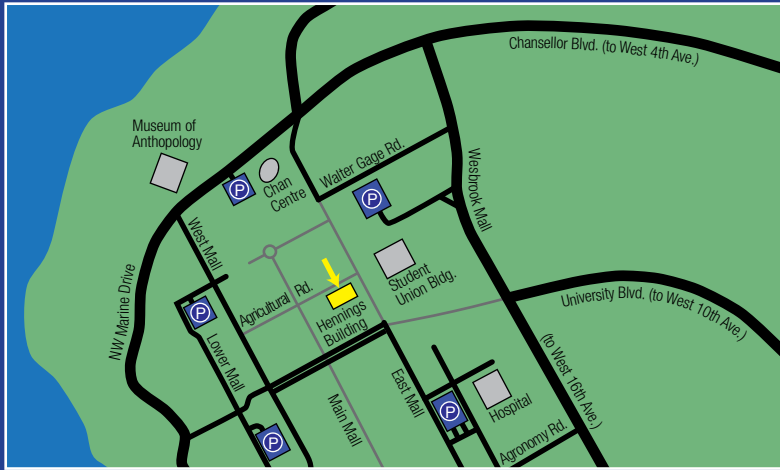 Chansellor Blvd. (to West 4th Ave.)
Museum of
Anthopology
Walter Gage Rd.
Wesbrook Mall
P
Chan
Centre
P
West Mall
Student
Union Bldg.
NW Marine Drive
Agricultural Rd.
Hennings
Building
University Blvd. (to West 10th Ave.)
P
Lower Mall
(to West 16th Ave.)
East Mall
Main Mall
Hospital
P
Agronomy Rd.
P